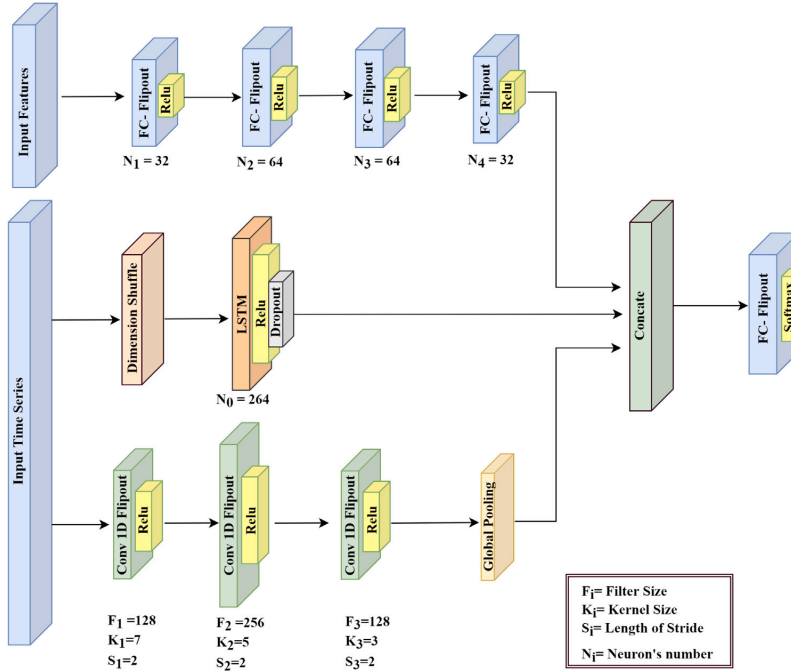 Input Features
FC- Flipout
Relu
N1 = 32
FC- Flipout
Relu
N2 = 64
FC- Flipout
Relu
N3 = 64
FC- Flipout
Relu
N4 = 32
Input Time Series
Dimension Shuffle
LSTM
Relu
Dropout
N0 = 264
Conv 1D Flipout
Relu
F1 =128
K1=7
S1=2
Conv 1D Flipout
Relu
F2 =256
K2=5
S2=2
Conv 1D Flipout
Relu
F3=128
K3=3
S3=2
Global Pooling
Concate
FC- Flipout
Softmax
Fi= Filter Size
Ki= Kernel Size
Si= Length of Stride
Ni= Neuron's number